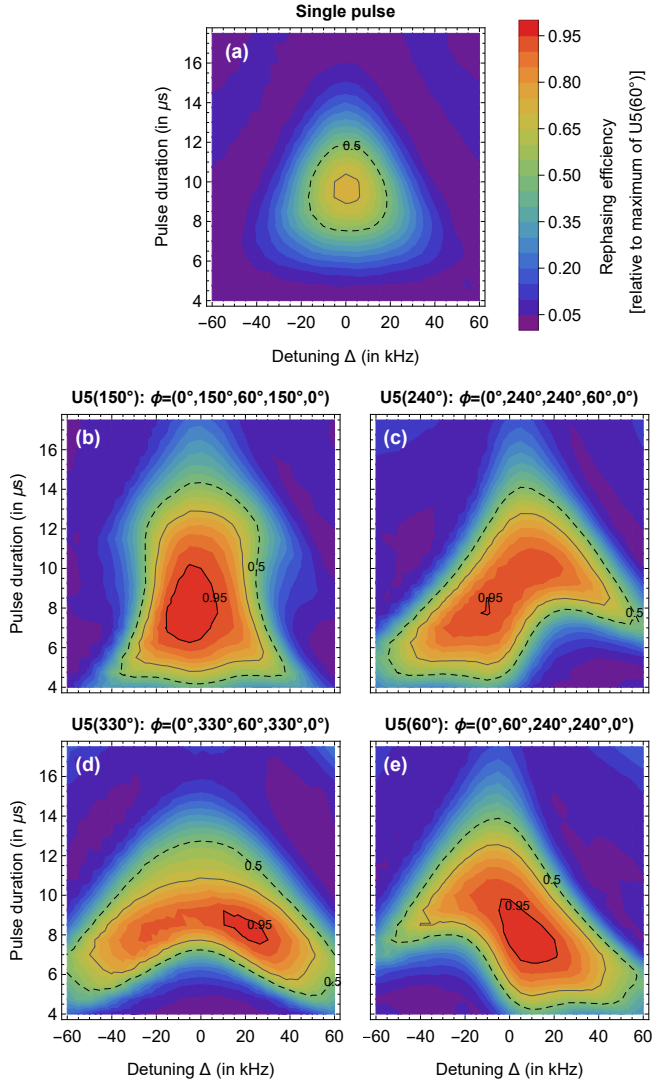 Single pulse
(a)
0.5
16
14
12
10
8
6
4
Pulse duration (in μs)
−60 −40 −20 0 20 40 60
Detuning Δ (in kHz)
0.95
0.80
0.65
0.50
0.35
0.20
0.05
Rephasing efficiency
[relative to maximum of U5(60°)]
U5(150°): ϕ=(0°,150°,60°,150°,0°)
(b)
0.5
0.95
16
14
12
10
8
6
4
Pulse duration (in μs)
U5(240°): ϕ=(0°,240°,240°,60°,0°)
(c)
0.95
0.5
U5(330°): ϕ=(0°,330°,60°,330°,0°)
(d)
0.5
0.95
0.5
16
14
12
10
8
6
4
Pulse duration (in μs)
−60 −40 −20 0 20 40 60
Detuning Δ (in kHz)
U5(60°): ϕ=(0°,60°,240°,240°,0°)
(e)
0.5
0.95
−60 −40 −20 0 20 40 60
Detuning Δ (in kHz)